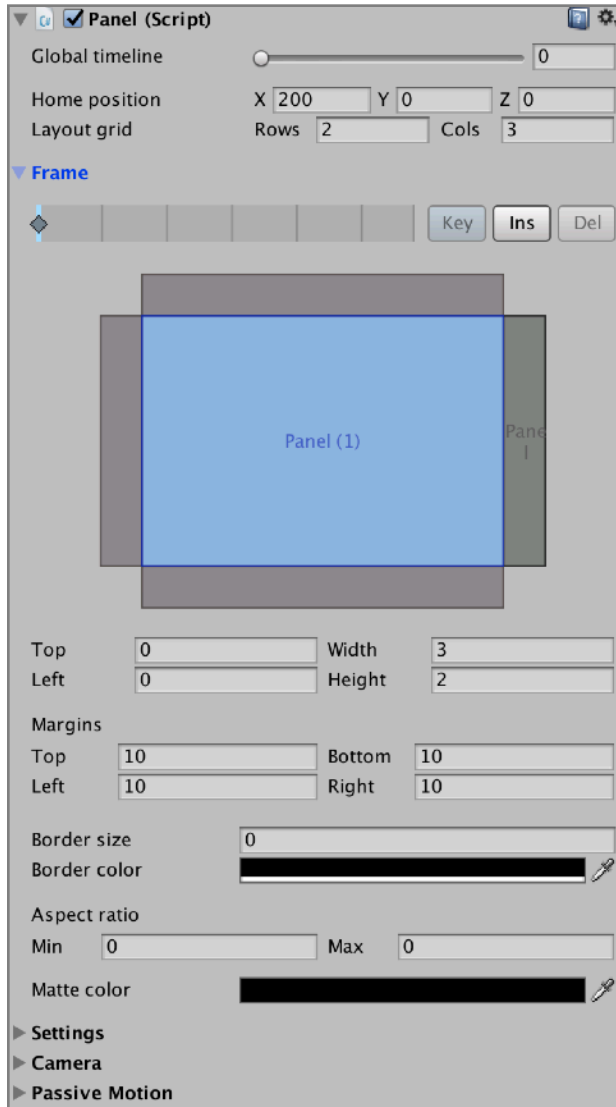 Panel (Script)
Global timeline 0
Home position X 200 Y 0 Z 0
Layout grid Rows 2 Cols 3
Frame
Key Ins Del
Panel (1)
Pane
l
Top 0 Width 3
Left 0 Height 2
Margins
Top 10 Bottom 10
Left 10 Right 10
Border size 0
Border color
Aspect ratio
Min 0 Max 0
Matte color
Settings
Camera
Passive Motion